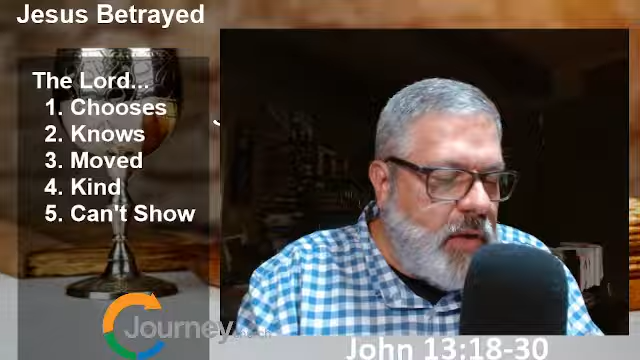 Jesus Betrayed
The Lord...
1. Chooses
2. Knows
3. Moved
4. Kind
5. Can't Show
Journey
John 13:18-30